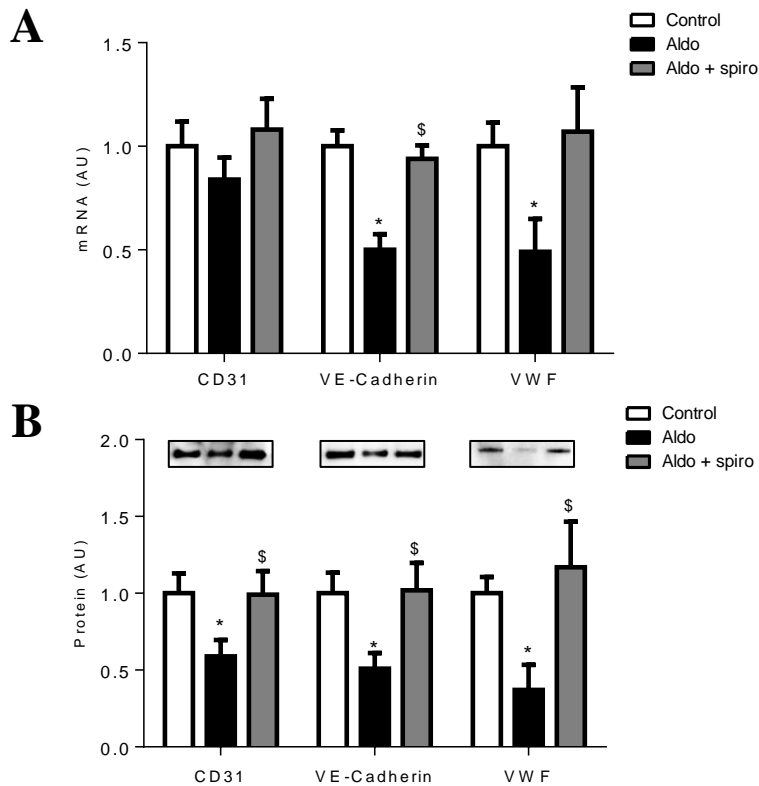 A
Control
Aldo
Aldo + spiro
1.5
1.0
0.5
0.0
mRNA (AU)
$
*
*
CD31
VE-Cadherin
VWF
B
Control
Aldo
Aldo + spiro
2.0
1.5
1.0
0.5
0.0
Protein (AU)
$
$
$
*
*
*
CD31
VE-Cadherin
VWF